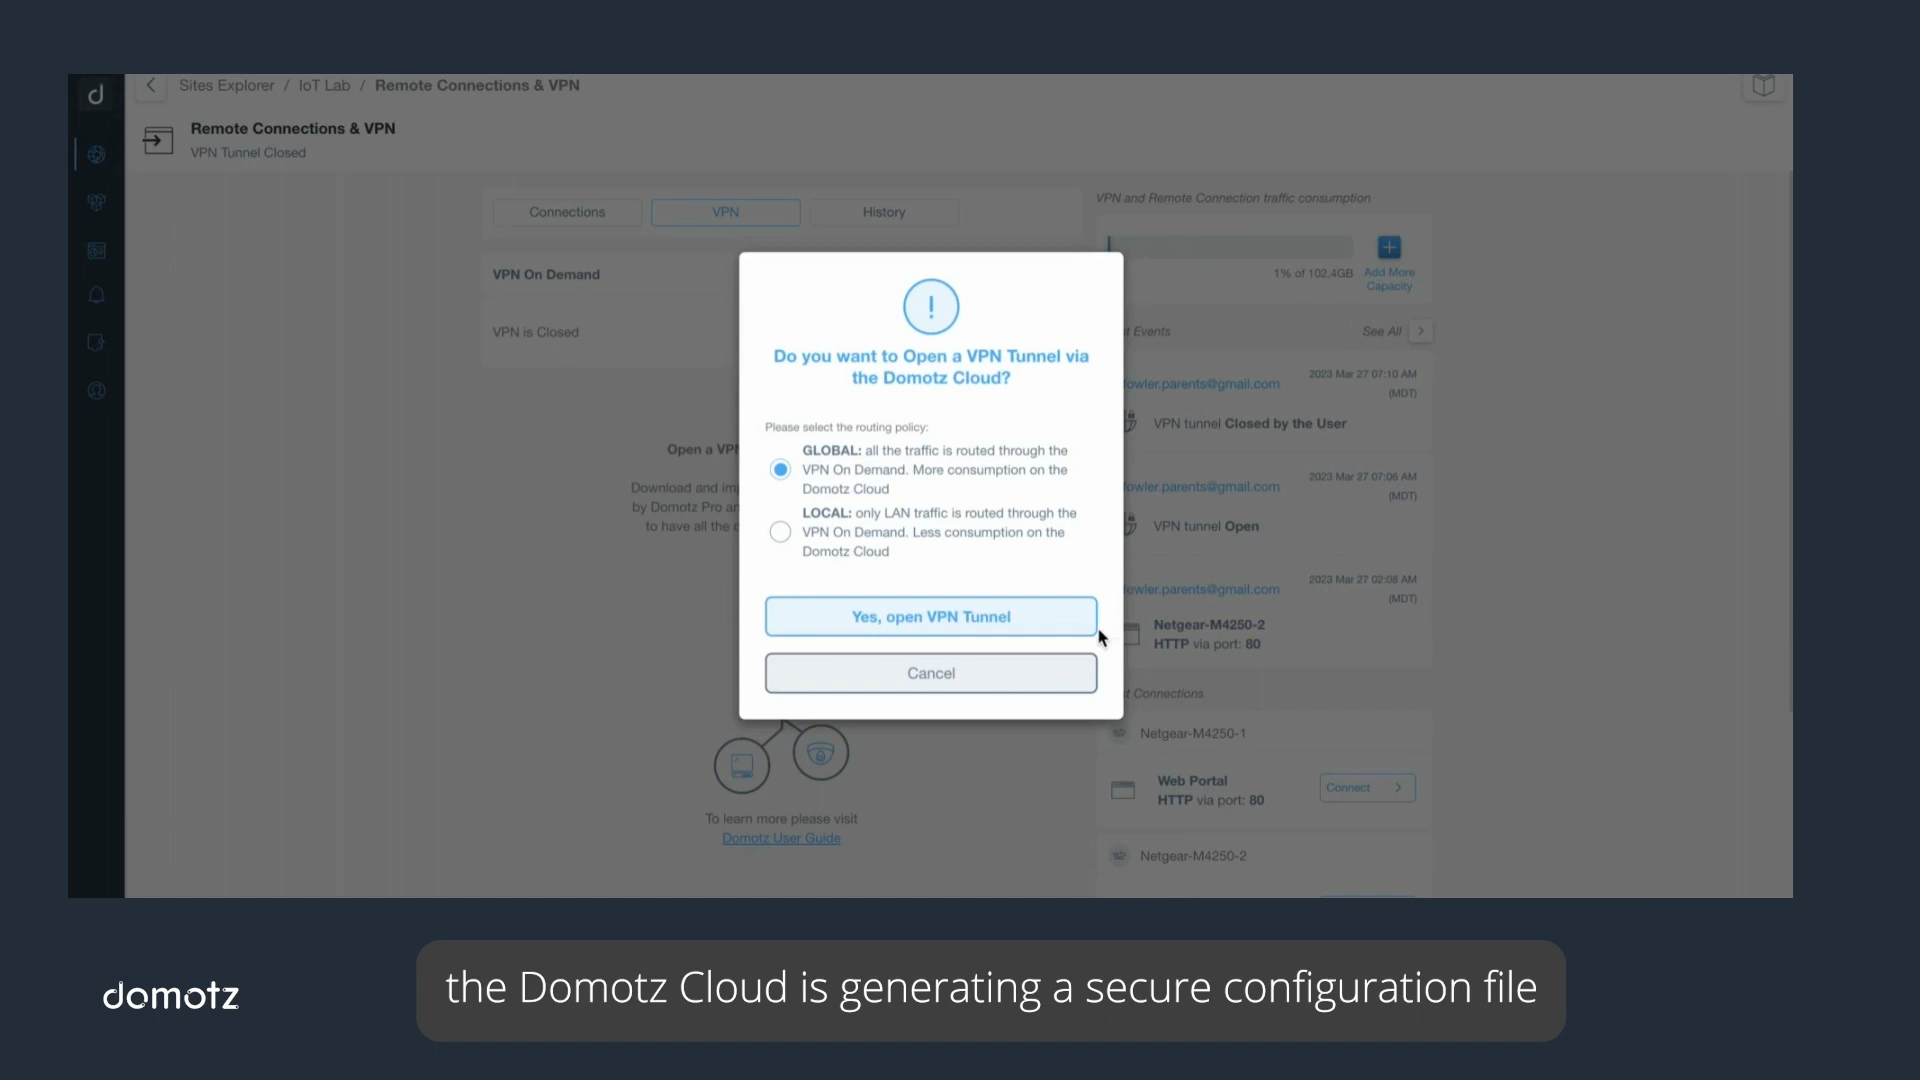 Sites Explorer / IoT Lab / Remote Connections & VPN
Remote Connections & VPN
VPN Tunnel Closed
Connections
VPN
History
VPN On Demand
VPN is Closed
Open a VPN
Download and im
by Domotz Pro an
to have all the
To learn more please visit
Domotz User Guide
Do you want to Open a VPN Tunnel via
the Domotz Cloud?
Please select the routing policy:
GLOBAL: all the traffic is routed through the
VPN On Demand. More consumption on the
Domotz Cloud
LOCAL: only LAN traffic is routed through the
VPN On Demand. Less consumption on the
Domotz Cloud
Yes, open VPN Tunnel
Cancel
VPN and Remote Connection traffic consumption
1% of 102.4GB
Add More
Capacity
t Events
See All
owler.parents@gmail.com
2023 Mar 27 07:10 AM
(MDT)
VPN tunnel Closed by the User
owler.parents@gmail.com
2023 Mar 27 07:06 AM
(MDT)
VPN tunnel Open
owler.parents@gmail.com
2023 Mar 27 02:08 AM
(MDT)
Netgear-M4250-2
HTTP via port: 80
t Connections
Netgear-M4250-1
Web Portal
HTTP via port: 80
Connect
Netgear-M4250-2
domotz
the Domotz Cloud is generating a secure configuration file